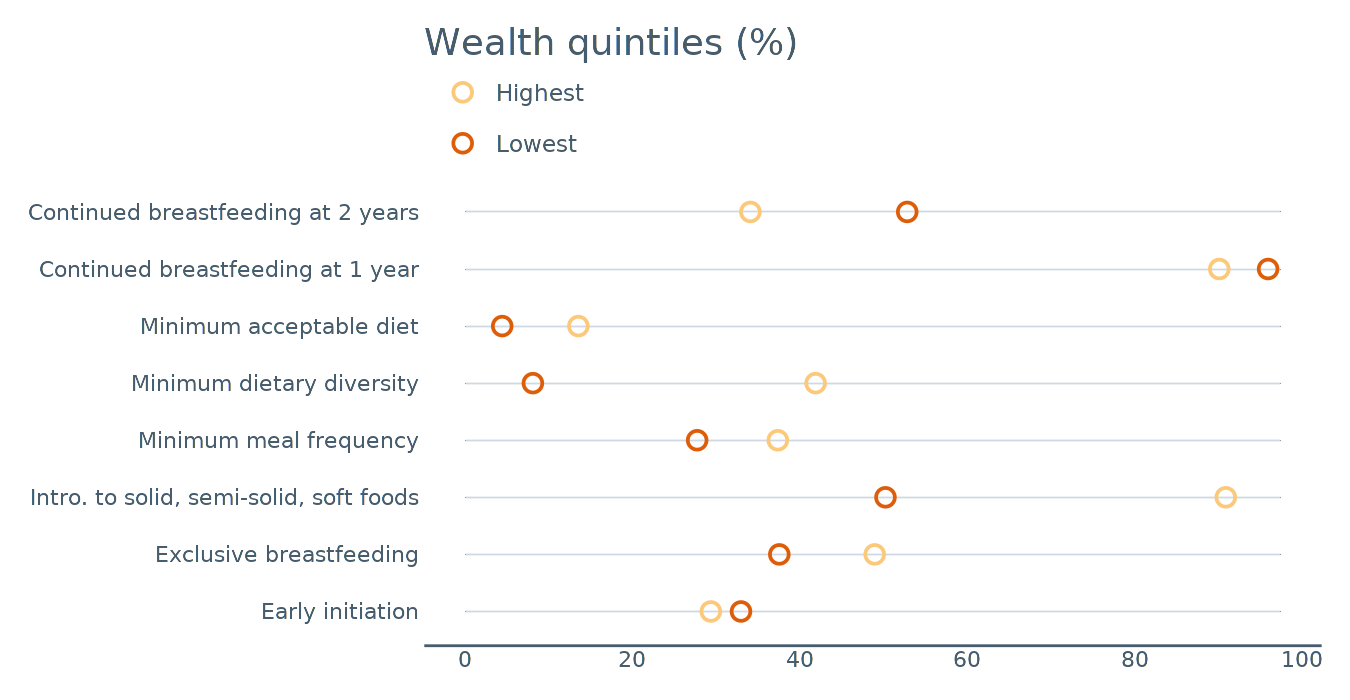 Wealth quintiles (%)
Highest
Lowest
Continued breastfeeding at 2 years
Continued breastfeeding at 1 year
Minimum acceptable diet
Minimum dietary diversity
Minimum meal frequency
Intro. to solid, semi-solid, soft foods
Exclusive breastfeeding
Early initiation
0 20 40 60 80 100